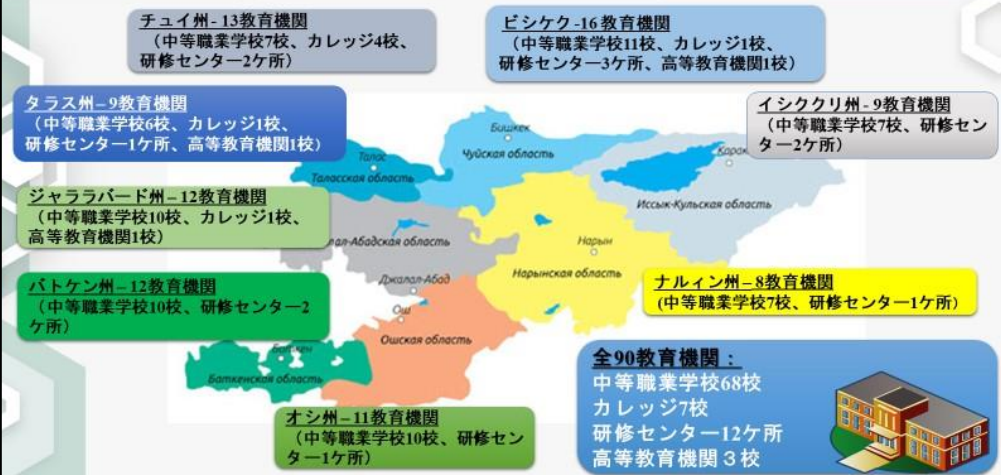 チュイ州- 13教育機関
（中等職業学校7校、カレッジ4校、
研修センター2ケ所）
ビシケク-16教育機関
（中等職業学校11校、カレッジ1校、
研修センター3ケ所、高等教育機関1校）
タラス州–9教育機関
（中等職業学校6校、カレッジ1校、
研修センター1ケ所、高等教育機関1校）
イシククリ州- 9教育機関
（中等職業学校7校、研修セン
ター2ケ所）
Бишкек
Чуйская область
Талас
Таласская область
Карак
Иссык-Кульская область
ジャララバード州–12教育機関
（中等職業学校10校、カレッジ1校、
高等教育機関1校）
лал-Абадская область
Нарын
Нарынская область
Джалал-Абад
バトケン州–12教育機関
（中等職業学校10校、研修センター2
ケ所）
ナルィン州–8教育機関
(中等職業学校7校、研修センター1ケ所）
Ош
Ошская область
Баткен
Баткенская область
オシ州–11教育機関
（中等職業学校10校、研修セン
ター1ケ所）
全90教育機関：
中等職業学校68校
カレッジ7校
研修センター12ケ所
高等教育機関３校